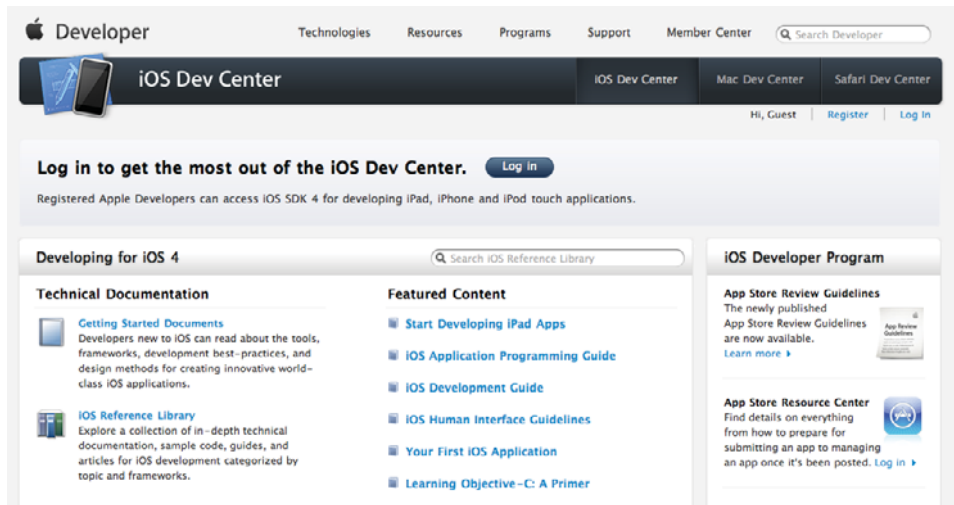 Developer
Technologies Resources Programs Support Member Center Search Developer
iOS Dev Center
iOS Dev Center Mac Dev Center Safari Dev Center
Hi, Guest Register Log In
Log in to get the most out of the iOS Dev Center. Log in
Registered Apple Developers can access iOS SDK 4 for developing iPad, iPhone and iPod touch applications.
Developing for iOS 4 Search iOS Reference Library
Technical Documentation
Getting Started Documents
Developers new to iOS can read about the tools,
frameworks, development best-practices, and
design methods for creating innovative world-
class iOS applications.
iOS Reference Library
Explore a collection of in-depth technical
documentation, sample code, guides, and
articles for iOS development categorized by
topic and frameworks.
Featured Content
Start Developing iPad Apps
iOS Application Programming Guide
iOS Development Guide
iOS Human Interface Guidelines
Your First iOS Application
Learning Objective-C: A Primer
iOS Developer Program
App Store Review Guidelines
The newly published
App Store Review Guidelines
are now available.
Learn more
App Review
Guidelines
App Store Resource Center
Find details on everything
from how to prepare for
submitting an app to managing
an app once it's been posted. Log in